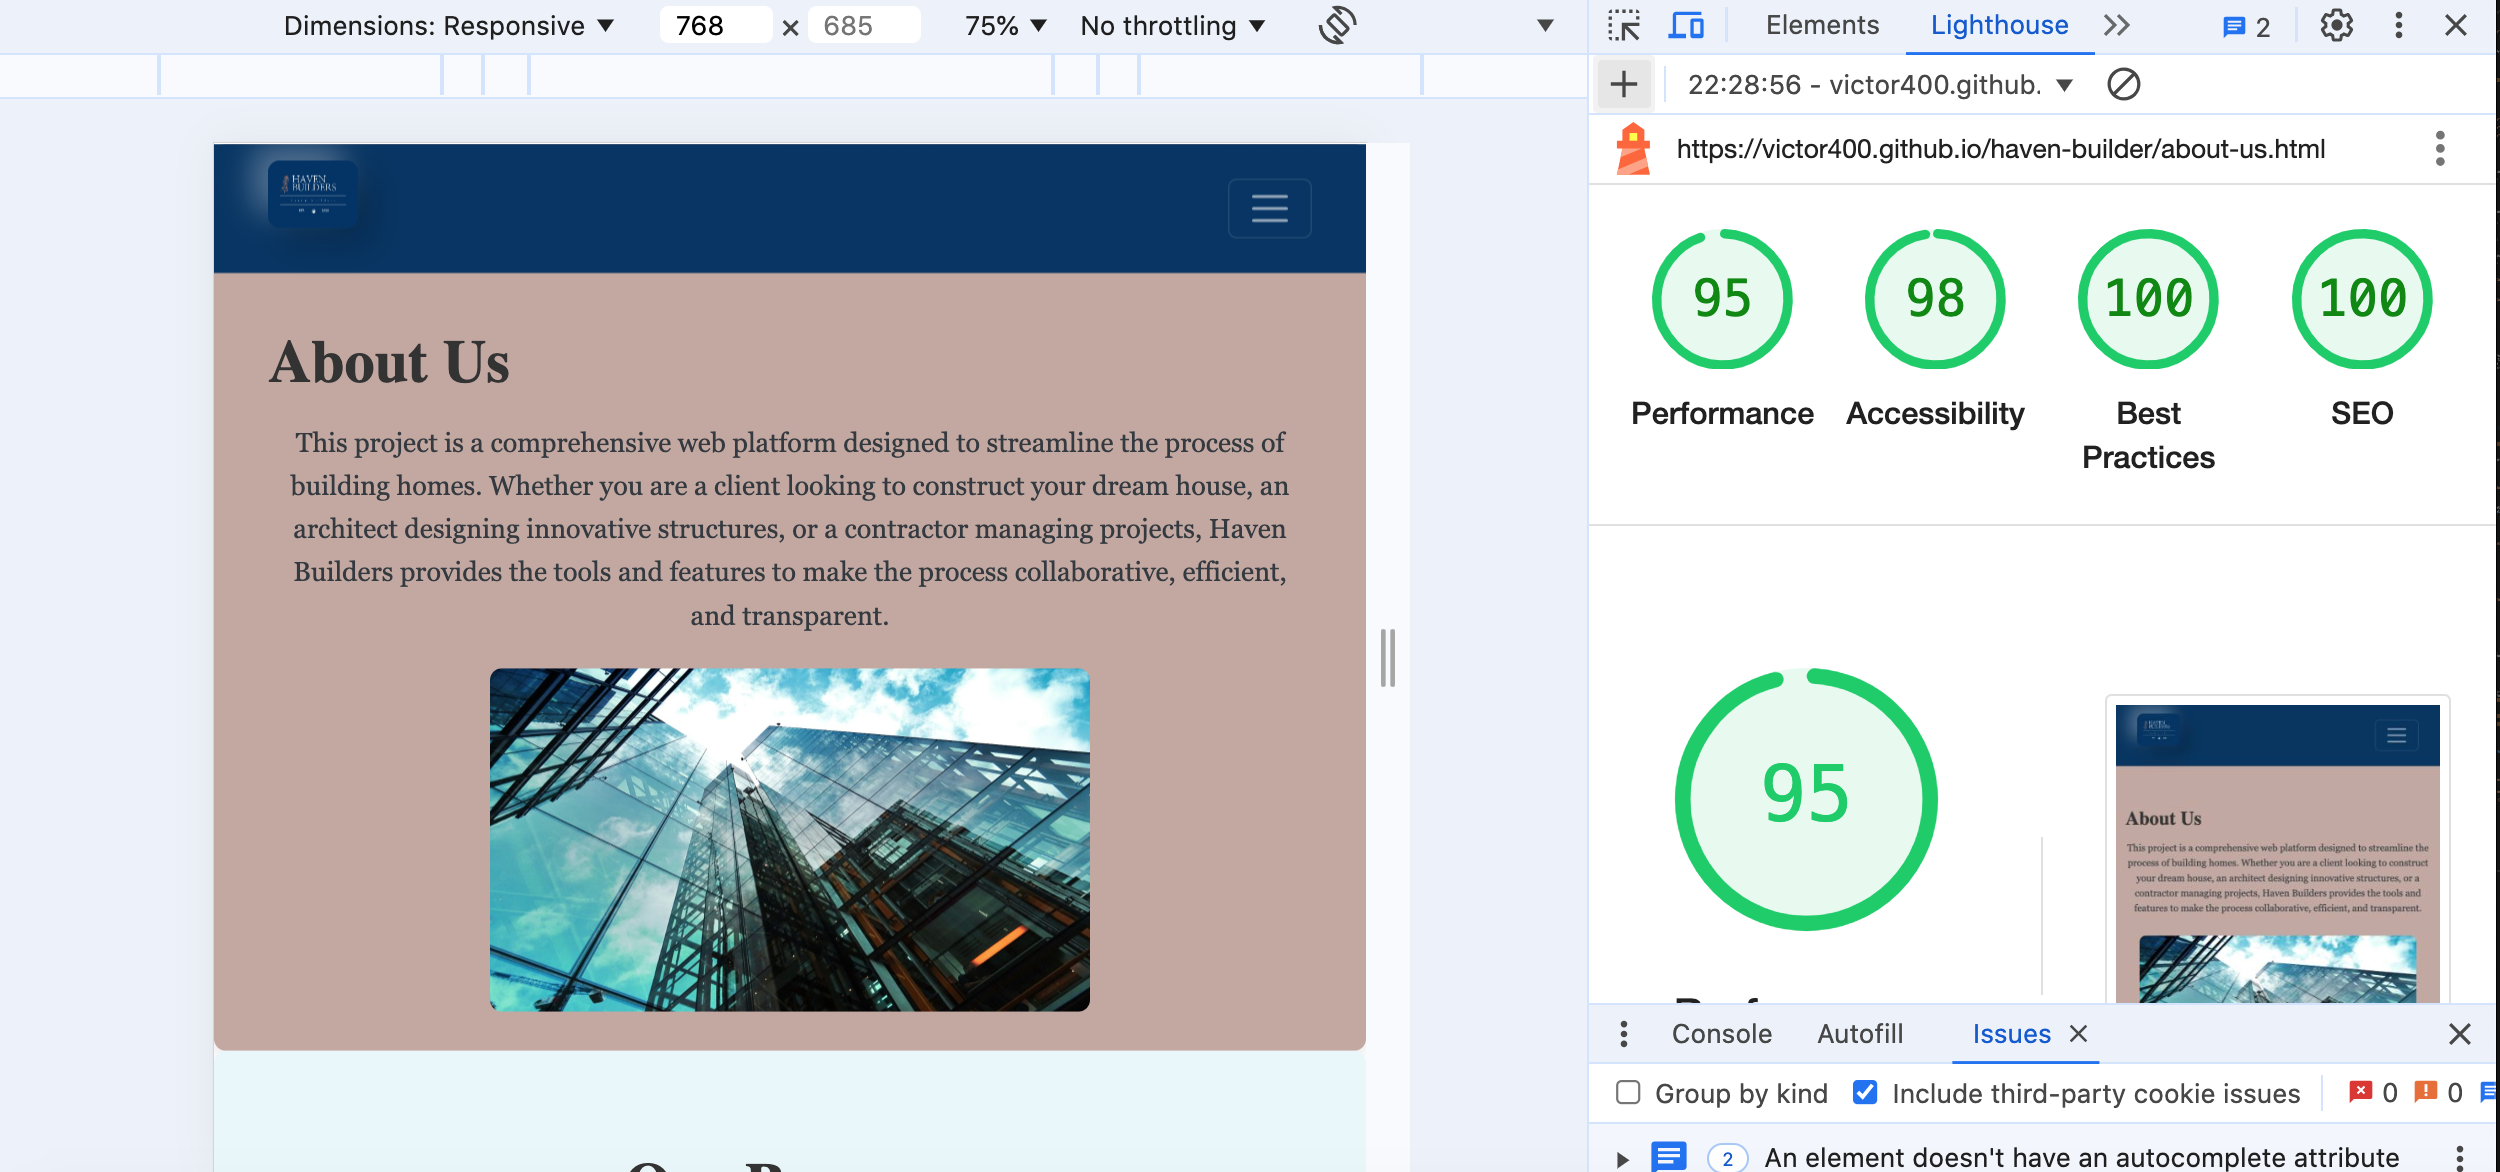 Dimensions: Responsive 768 × 685 75% No throttling
Elements Lighthouse 2
22:28:56 - victor400.github.
https://victor400.github.io/haven-builder/about-us.html
HAVEN
BUILDERS
About Us
This project is a comprehensive web platform designed to streamline the process of
building homes. Whether you are a client looking to construct your dream house, an
architect designing innovative structures, or a contractor managing projects, Haven
Builders provides the tools and features to make the process collaborative, efficient,
and transparent.
95
Performance
98
Accessibility
100
Best
Practices
100
SEO
95
About Us
This project is a comprehensive web platform designed to streamline the
process of building homes. Whether you are a client looking to construct
your dream house, an architect designing innovative structures, or a
contractor managing projects, Haven Builders provides the tools and
features to make the process collaborative, efficient, and transparent.
Console Autofill Issues
Group by kind Include third-party cookie issues 0 0
2 An element doesn't have an autocomplete attribute